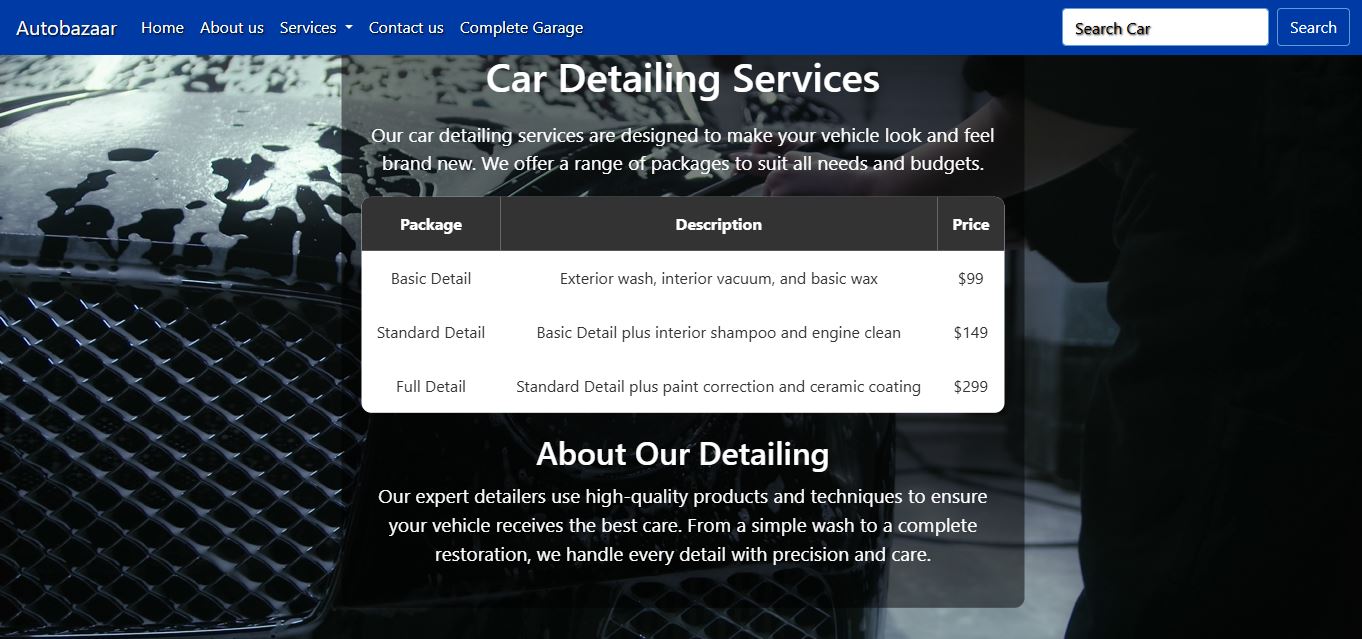 Autobazaar Home About us Services Contact us Complete Garage Search Car Search
Car Detailing Services
Our car detailing services are designed to make your vehicle look and feel
brand new. We offer a range of packages to suit all needs and budgets.
Package Description Price
Basic Detail Exterior wash, interior vacuum, and basic wax $99
Standard Detail Basic Detail plus interior shampoo and engine clean $149
Full Detail Standard Detail plus paint correction and ceramic coating $299
About Our Detailing
Our expert detailers use high-quality products and techniques to ensure
your vehicle receives the best care. From a simple wash to a complete
restoration, we handle every detail with precision and care.